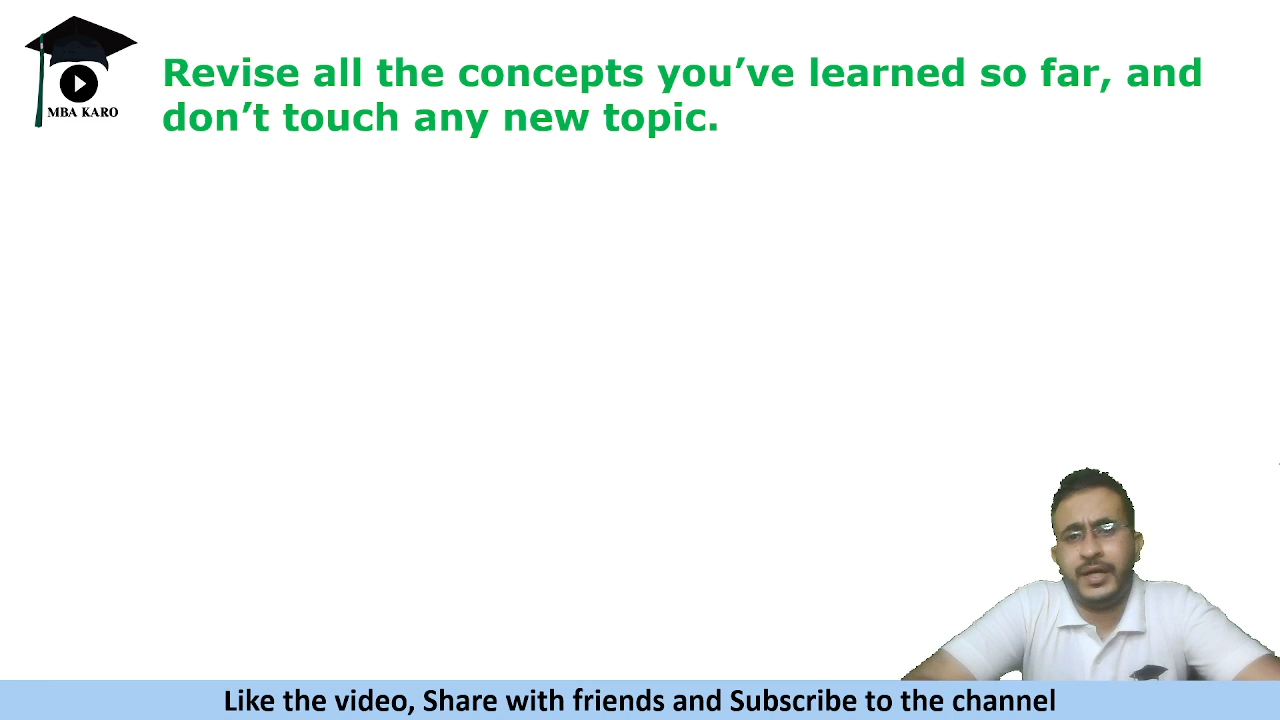 MBA KARO
Revise all the concepts you’ve learned so far, and
don’t touch any new topic.
Like the video, Share with friends and Subscribe to the channel